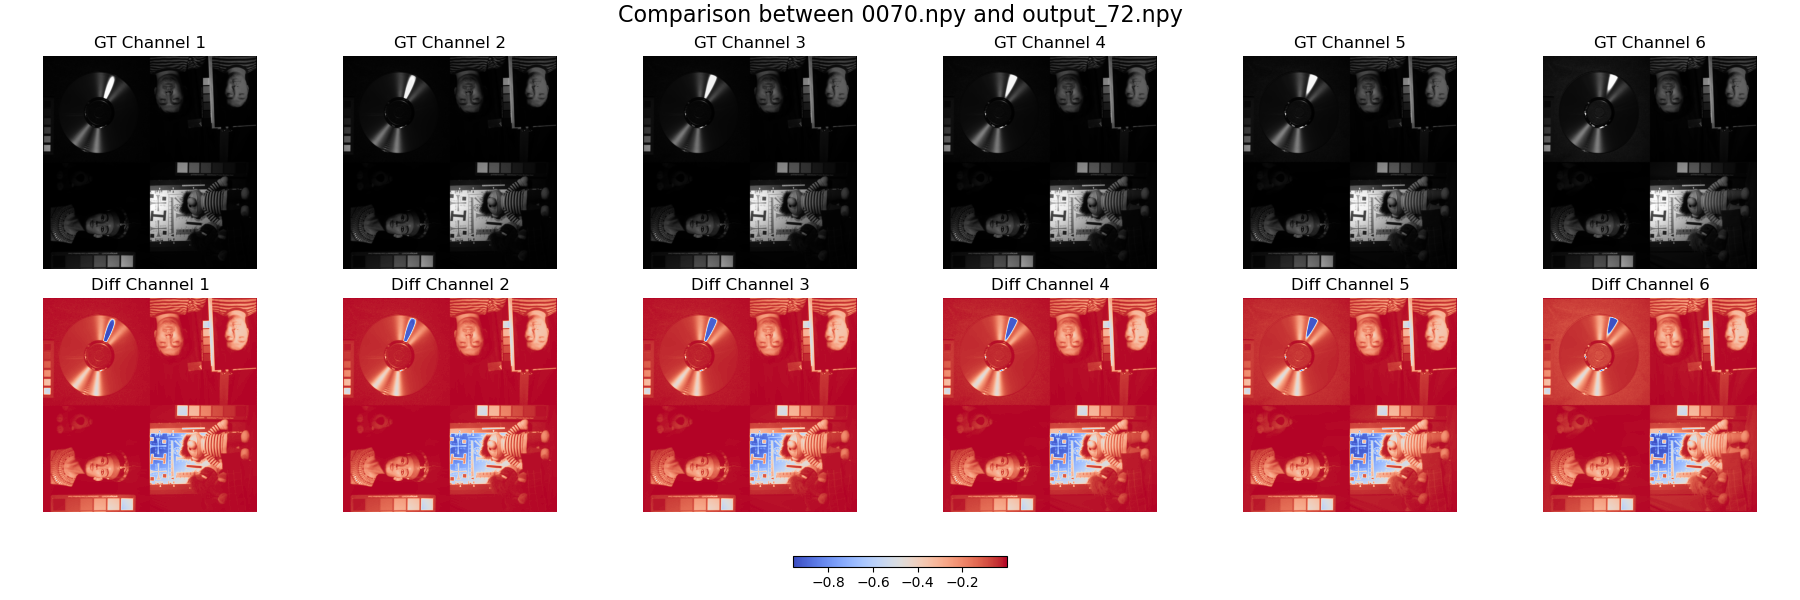 Comparison between 0070.npy and output_72.npy
GT Channel 1
GT Channel 2
GT Channel 3
GT Channel 4
GT Channel 5
GT Channel 6
Diff Channel 1
Diff Channel 2
Diff Channel 3
Diff Channel 4
Diff Channel 5
Diff Channel 6
−0.8 −0.6 −0.4 −0.2